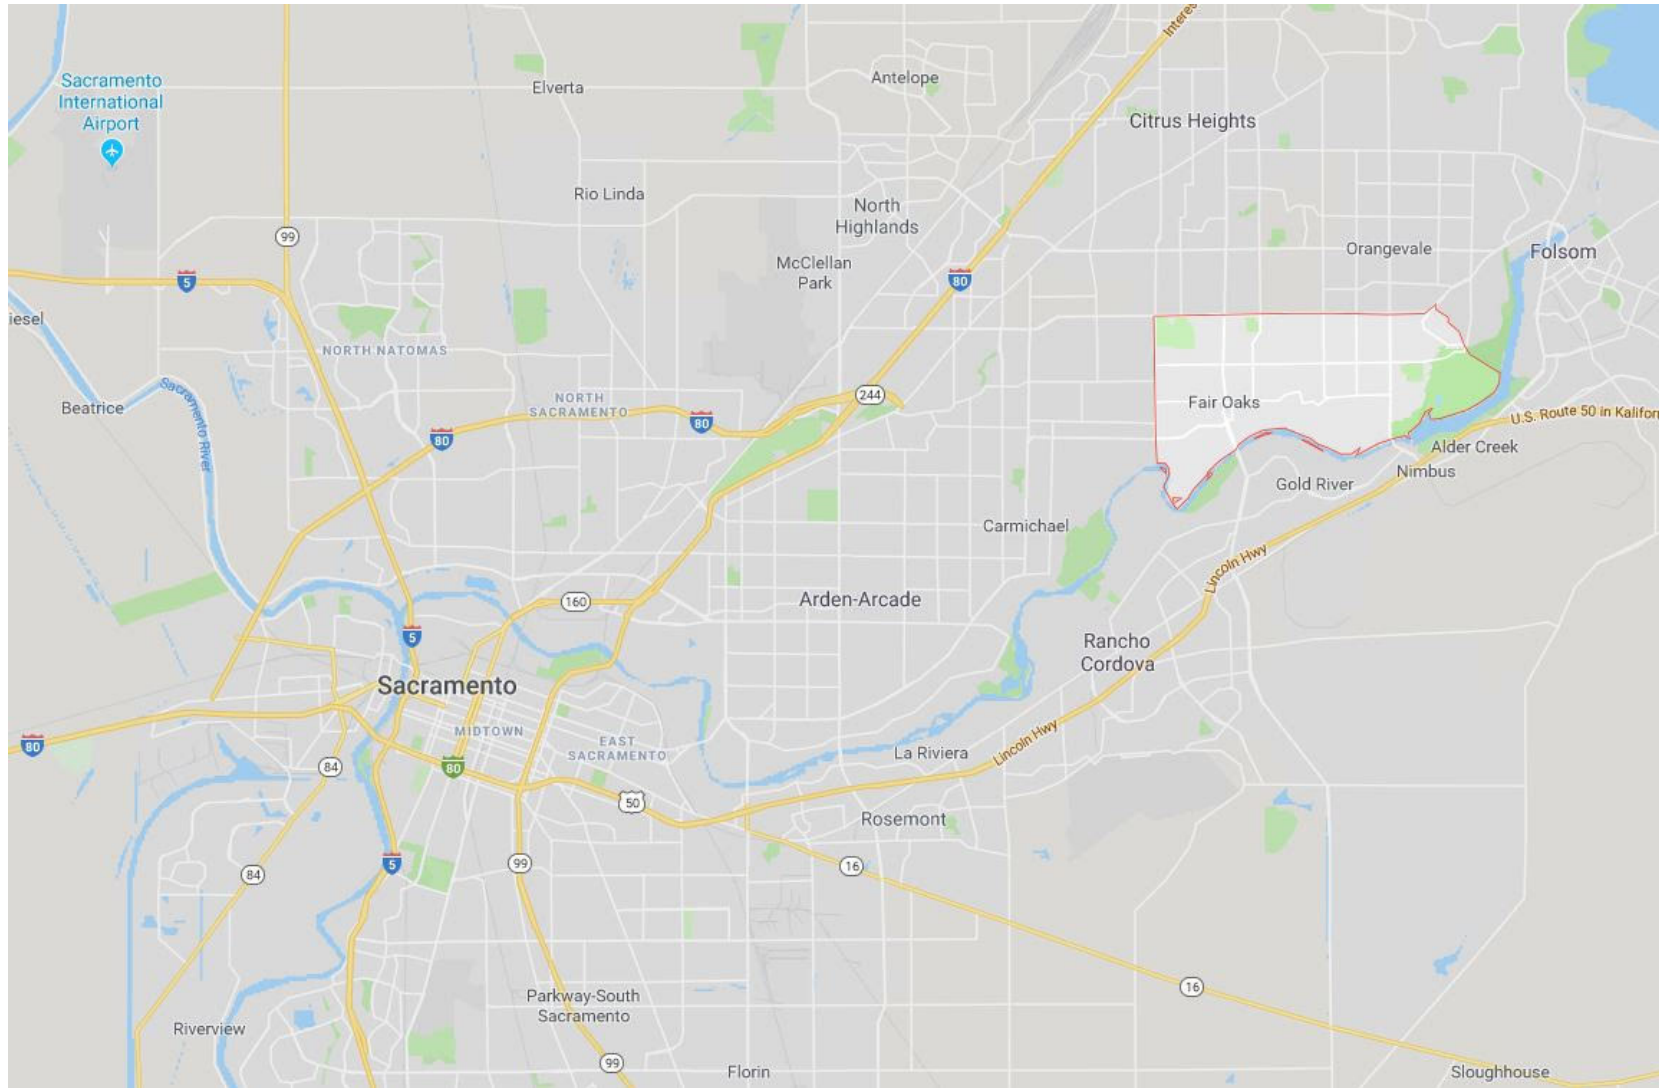 Sacramento
International
Airport
Elverta
Antelope
Interes
Citrus Heights
Rio Linda
North
Highlands
99
McClellan
Park
Orangevale
Folsom
5
80
iesel
NORTH NATOMAS
Beatrice
Sacramento River
NORTH
SACRAMENTO
244
80
80
Fair Oaks
U.S. Route 50 in Kaliforn
Alder Creek
Nimbus
Gold River
Carmichael
Lincoln Hwy
160
Arden-Arcade
5
Rancho
Cordova
Sacramento
MIDTOWN
EAST
SACRAMENTO
80
84
80
La Riviera
Lincoln Hwy
50
Rosemont
5
99
16
84
16
Parkway-South
Sacramento
Riverview
99
Florin
Sloughhouse